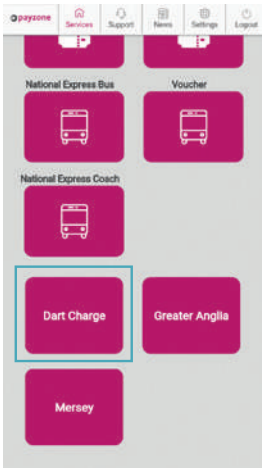 payzone
Services
Support
News
Settings
Logout
National Express Bus
Voucher
National Express Coach
Dart Charge
Greater Anglia
Mersey